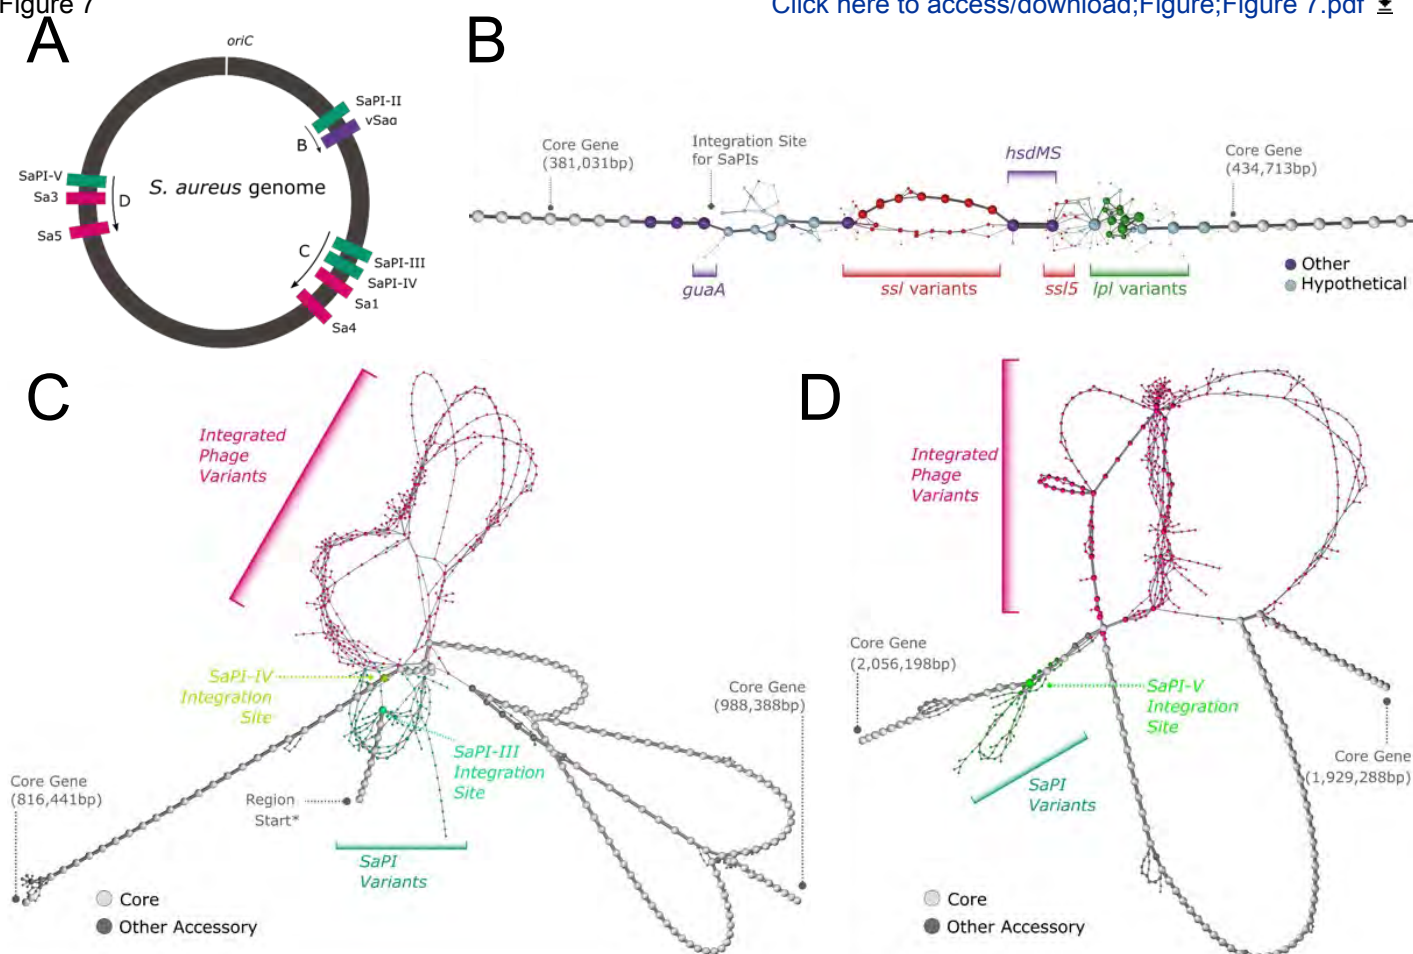 Figure 7
Click here to access/download;Figure;Figure 7.pdf
A
oriC
SaPI-II
vSaα
B
SaPI-V
Sa3
D
S. aureus genome
Sa5
C
SaPI-III
SaPI-IV
Sa1
Sa4
B
Core Gene
(381,031bp)
Integration Site
for SaPIs
hsdMS
Core Gene
(434,713bp)
guaA
ssl variants
ssl5
lpl variants
Other
Hypothetical
C
Integrated
Phage
Variants
SaPI-IV
Integration
Site
SaPI-III
Integration
Site
Core Gene
(988,388bp)
Core Gene
(816,441bp)
Region
Start*
SaPI
Variants
Core
Other Accessory
D
Integrated
Phage
Variants
Core Gene
(2,056,198bp)
SaPI-V
Integration
Site
SaPI
Variants
Core Gene
(1,929,288bp)
Core
Other Accessory